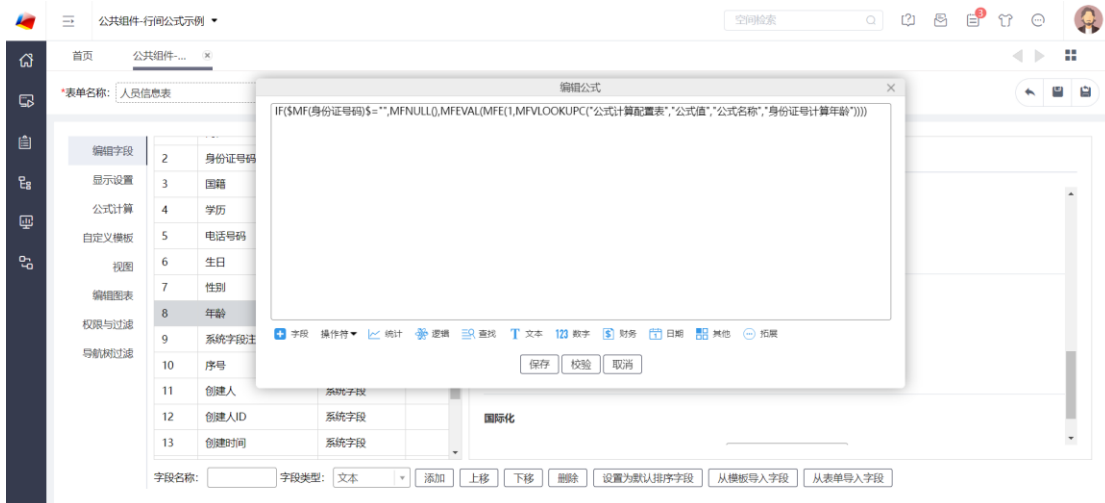 公共组件-行间公式示例
空间检索
3
首页
公共组件-...
*表单名称:
人员信息表
编辑公式
IF($MF(身份证号码)$="",MFNULL(),MFEVAL(MFE(1,MFVLOOKUPC("公式计算配置表","公式值","公式名称","身份证号计算年龄"))))
编辑字段
显示设置
公式计算
自定义模板
视图
编辑图表
权限与过滤
导航树过滤
2 身份证号码
3 国籍
4 学历
5 电话号码
6 生日
7 性别
8 年龄
9 系统字段注
10 序号
11 创建人 系统字段
12 创建人ID 系统字段
13 创建时间 系统字段
字段 操作符 统计 逻辑 查找 T 文本 123 数字 $ 财务 日期 其他 拓展
保存 校验 取消
国际化
字段名称: 字段类型: 文本 添加 上移 下移 删除 设置为默认排序字段 从模板导入字段 从表单导入字段